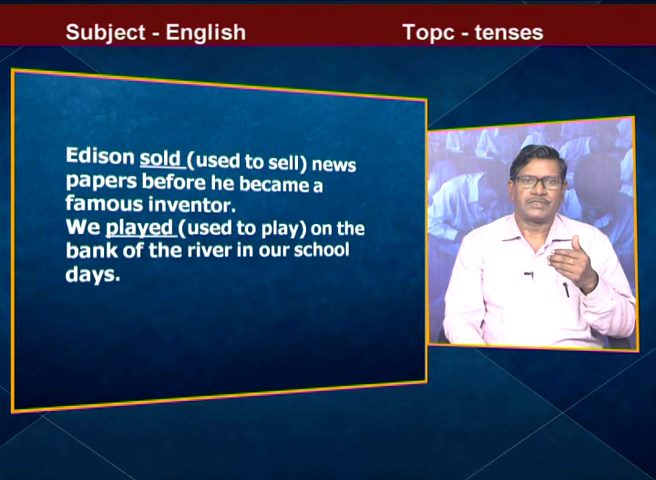 Subject - English
Topc - tenses
Edison sold (used to sell) news
papers before he became a
famous inventor.
We played (used to play) on the
bank of the river in our school
days.